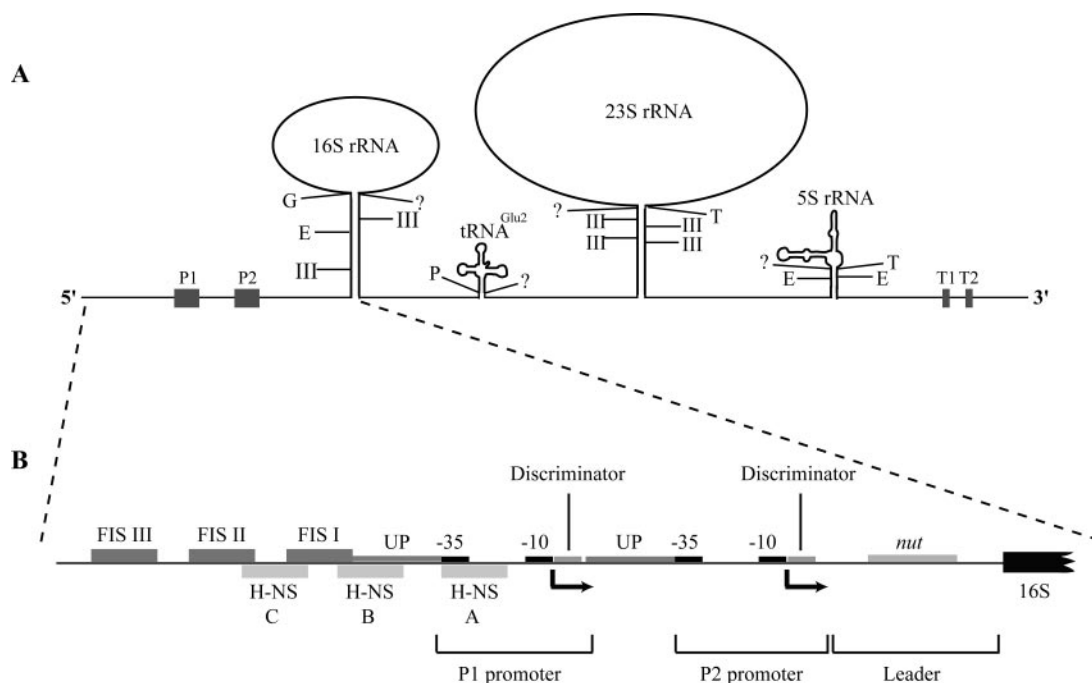 A
16S rRNA
23S rRNA
5S rRNA
tRNA^Glu2
G
?
E
III
III
P
?
?
T
III
III
III
III
?
T
E
E
5'
P1
P2
T1
T2
3'
B
Discriminator
Discriminator
FIS III
FIS II
FIS I
UP
-35
-10
UP
-35
-10
nut
H-NS
C
H-NS
B
H-NS
A
16S
P1 promoter
P2 promoter
Leader